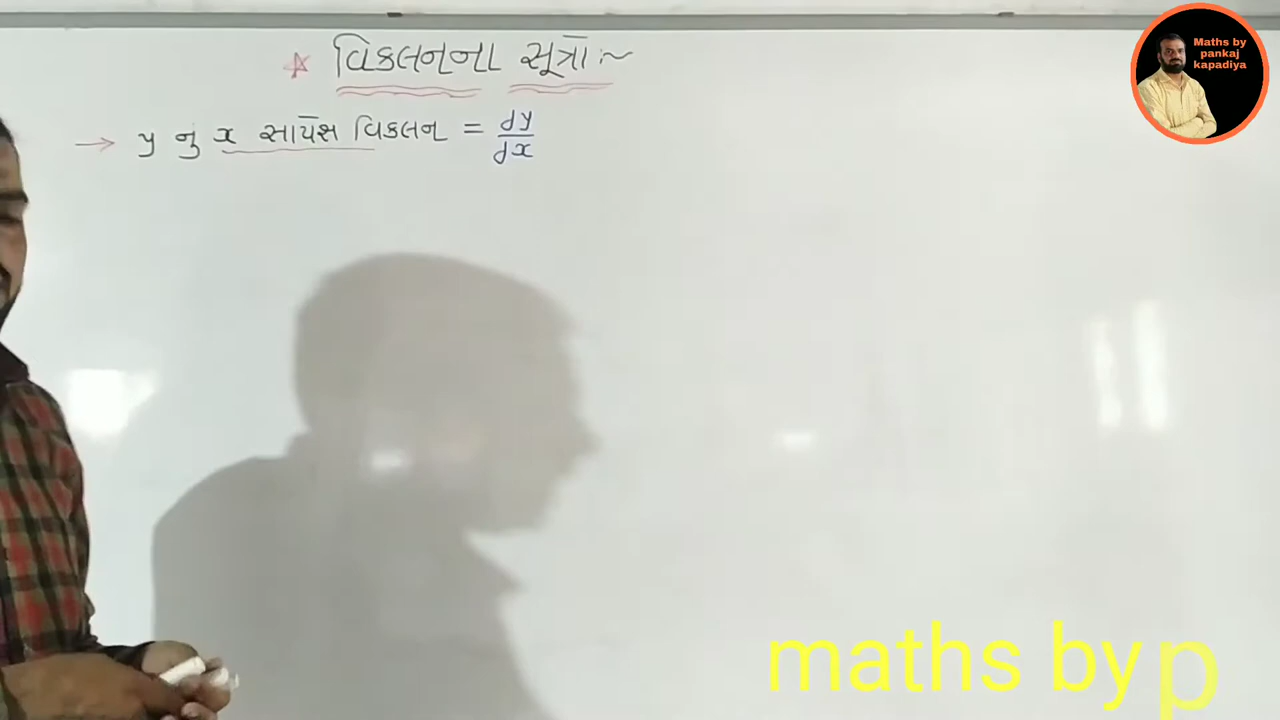 ☆ વિકલનના સૂત્રો :~
→ y નુ x સાપેક્ષ વિકલન = dy/dx
Maths by
pankaj
kapadiya
maths by p